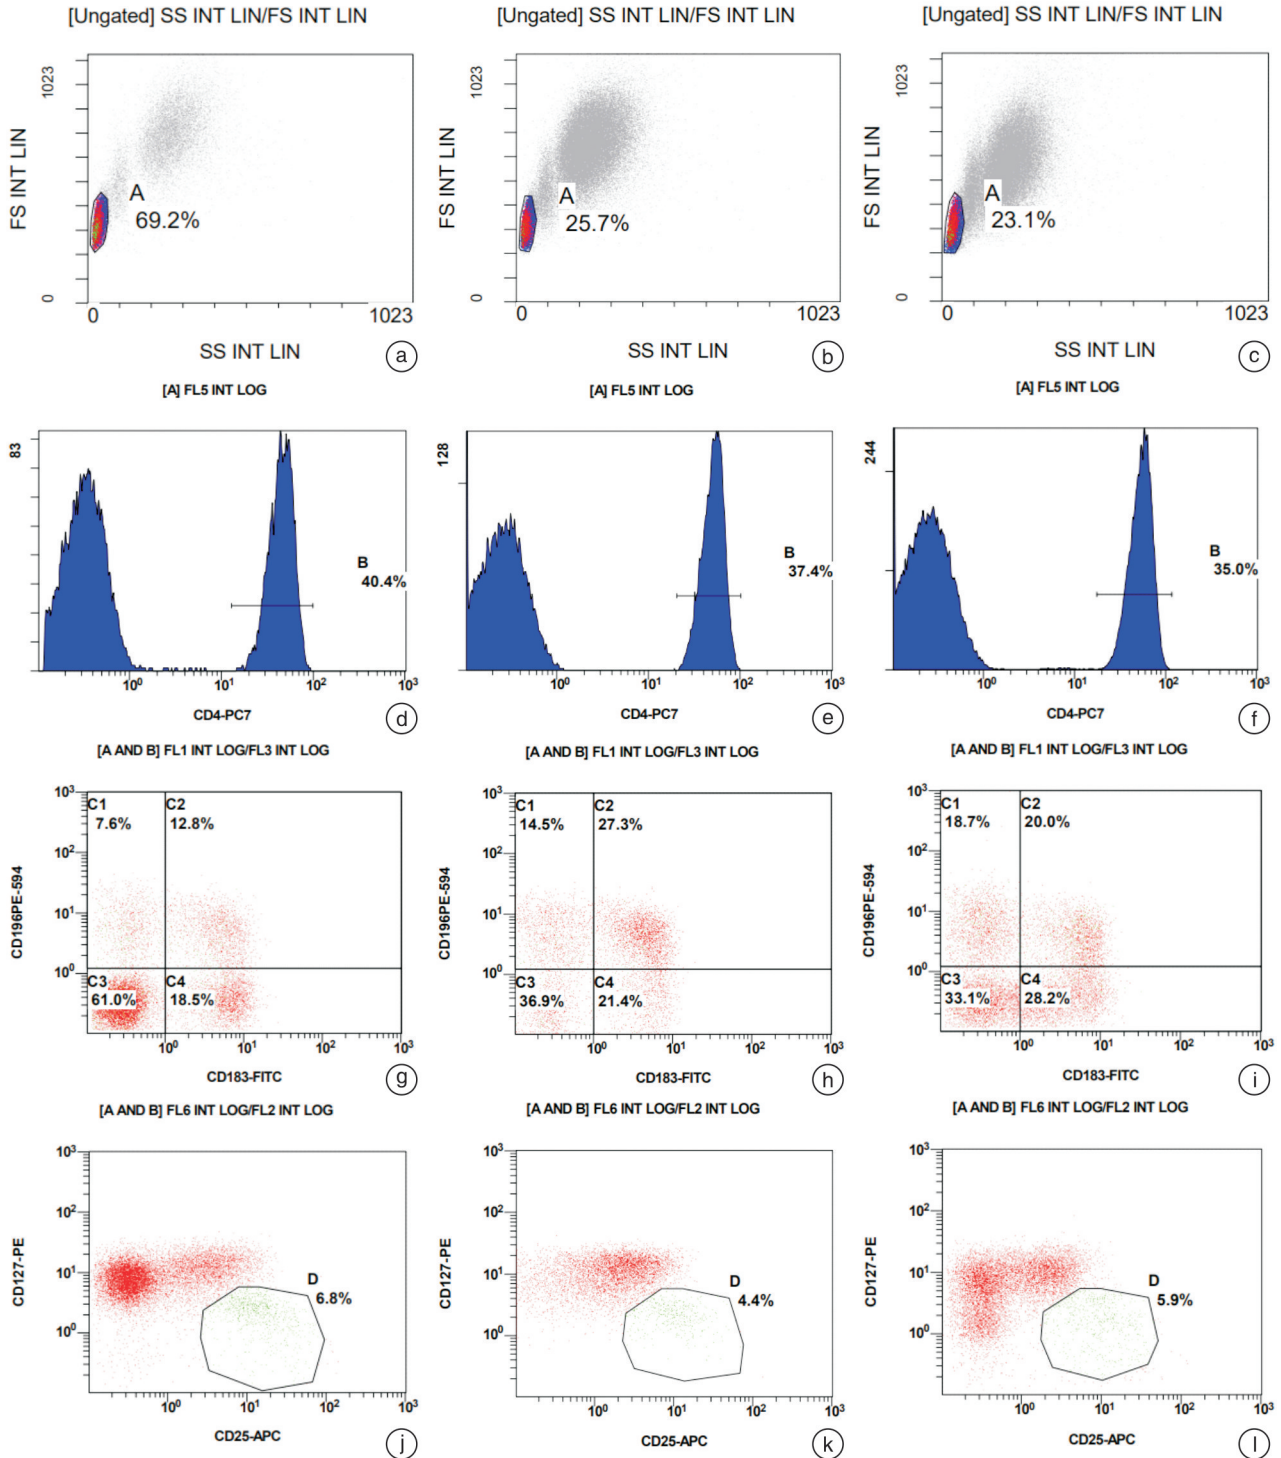 [Ungated] SS INT LIN/FS INT LIN
1023
FS INT LIN
A
69.2%
0
0
1023
SS INT LIN
a
[Ungated] SS INT LIN/FS INT LIN
1023
FS INT LIN
A
25.7%
0
0
1023
SS INT LIN
b
[Ungated] SS INT LIN/FS INT LIN
1023
FS INT LIN
A
23.1%
0
0
1023
SS INT LIN
c
[A] FL5 INT LOG
83
B
40.4%
10⁰ 10¹ 10² 10³
CD4-PC7
d
[A] FL5 INT LOG
128
B
37.4%
10⁰ 10¹ 10² 10³
CD4-PC7
e
[A] FL5 INT LOG
244
B
35.0%
10⁰ 10¹ 10² 10³
CD4-PC7
f
[A AND B] FL1 INT LOG/FL3 INT LOG
10³
C1 C2
7.6% 12.8%
10²
CD196PE-594
10¹
10⁰
C3 C4
61.0% 18.5%
10⁰ 10¹ 10² 10³
CD183-FITC
g
[A AND B] FL1 INT LOG/FL3 INT LOG
10³
C1 C2
14.5% 27.3%
10²
CD196PE-594
10¹
10⁰
C3 C4
36.9% 21.4%
10⁰ 10¹ 10² 10³
CD183-FITC
h
[A AND B] FL1 INT LOG/FL3 INT LOG
10³
C1 C2
18.7% 20.0%
10²
CD196PE-594
10¹
10⁰
C3 C4
33.1% 28.2%
10⁰ 10¹ 10² 10³
CD183-FITC
i
[A AND B] FL6 INT LOG/FL2 INT LOG
10³
10²
CD127-PE
10¹
D
6.8%
10⁰
10⁰ 10¹ 10² 10³
CD25-APC
j
[A AND B] FL6 INT LOG/FL2 INT LOG
10³
10²
CD127-PE
10¹
D
4.4%
10⁰
10⁰ 10¹ 10² 10³
CD25-APC
k
[A AND B] FL6 INT LOG/FL2 INT LOG
10³
10²
CD127-PE
10¹
D
5.9%
10⁰
10⁰ 10¹ 10² 10³
CD25-APC
l